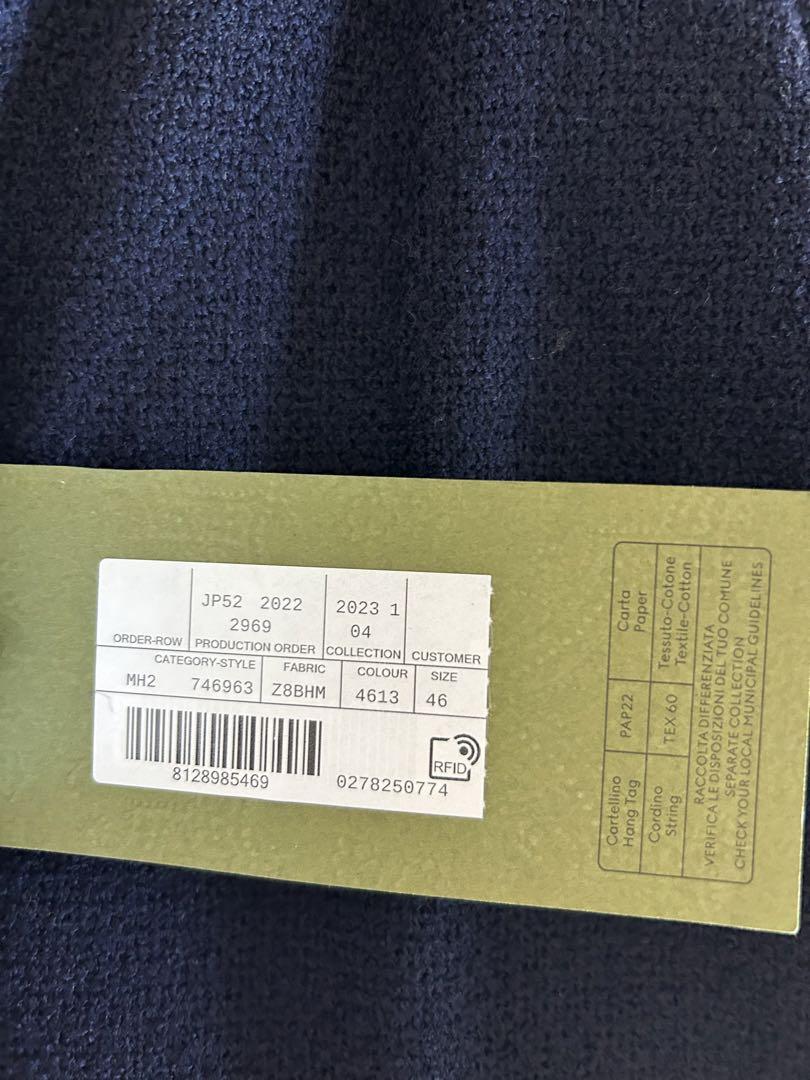 JP52 2022
2969
2023 1
04
ORDER-ROW
PRODUCTION ORDER
COLLECTION
CUSTOMER
CATEGORY-STYLE
FABRIC
COLOUR
SIZE
MH2 746963
Z8BHM
4613
46
8128985469
0278250774
RFID
Carta
Paper
PAP22
Cartellino
Hang Tag
Tessuto-Cotone
Textile-Cotton
TEX 60
Cordino
String
RACCOLTA DIFFERENZIATA
VERIFICA LE DISPOSIZIONI DEL TUO COMUNE
SEPARATE COLLECTION
CHECK YOUR LOCAL MUNICIPAL GUIDELINES